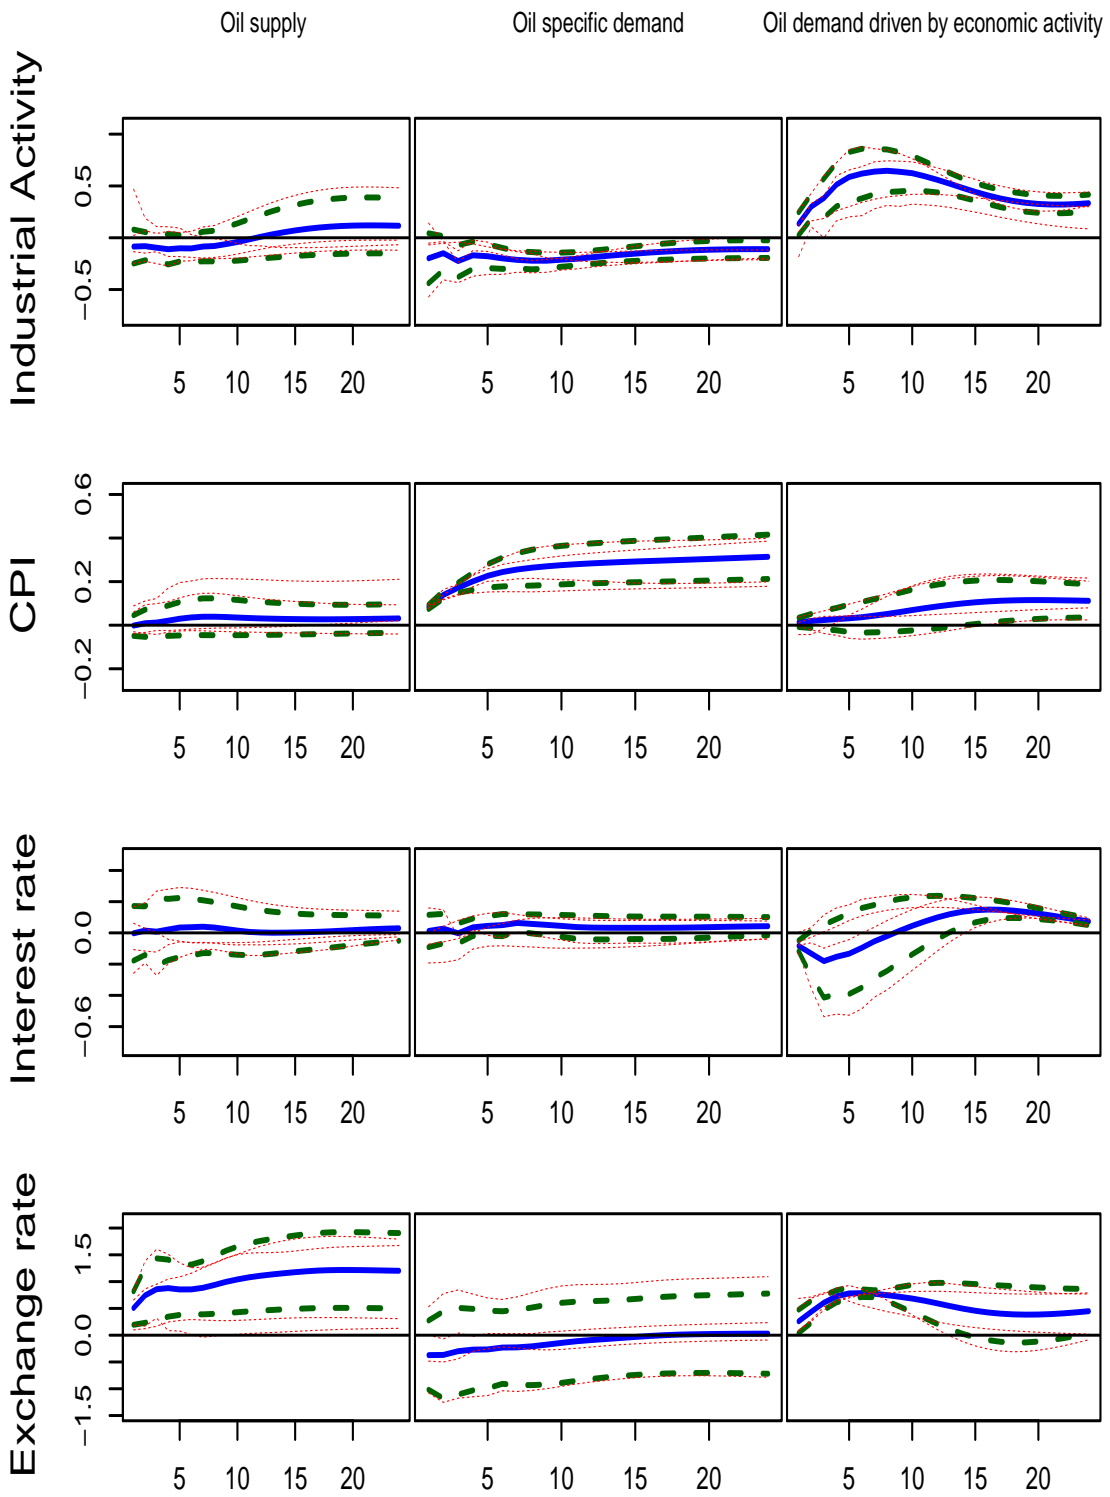 Oil supply Oil specific demand Oil demand driven by economic activity
Industrial Activity
0.5
−0.5
5 10 15 20 5 10 15 20 5 10 15 20
CPI
0.6
0.2
−0.2
5 10 15 20 5 10 15 20 5 10 15 20
Interest rate
0.0
−0.6
5 10 15 20 5 10 15 20 5 10 15 20
Exchange rate
1.5
0.0
−1.5
5 10 15 20 5 10 15 20 5 10 15 20